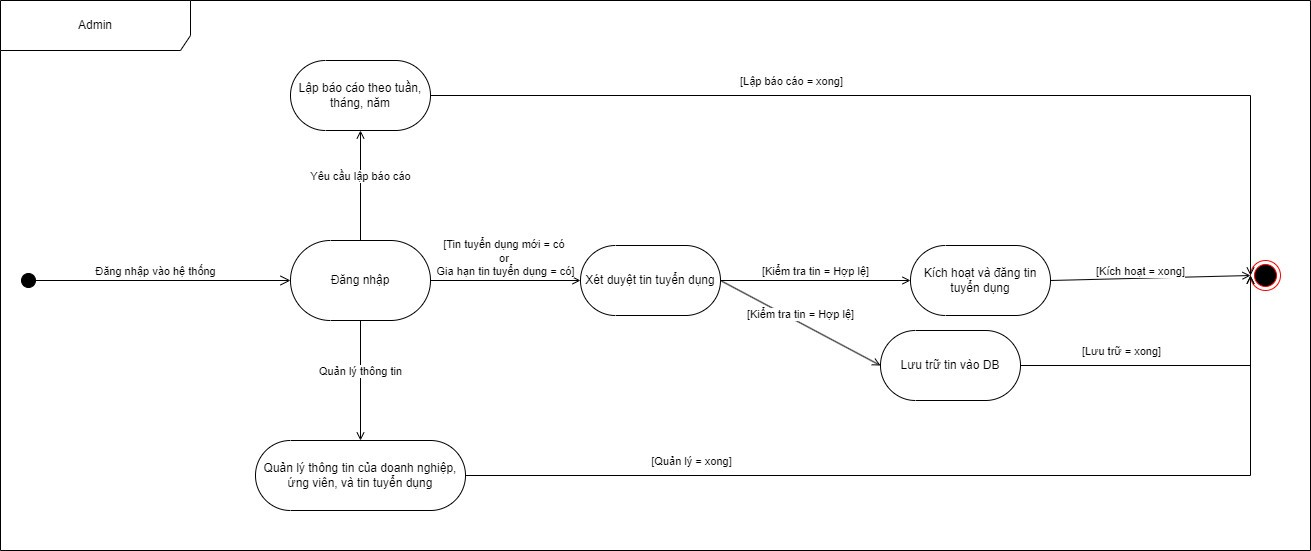 Admin
Lập báo cáo theo tuần,
tháng, năm
[Lập báo cáo = xong]
Yêu cầu lập báo cáo
Đăng nhập vào hệ thống
Đăng nhập
[Tin tuyển dụng mới = có
or
Gia hạn tin tuyển dụng = có]
Xét duyệt tin tuyển dụng
[Kiểm tra tin = Hợp lệ]
Kích hoạt và đăng tin
tuyển dụng
[Kích hoạt = xong]
[Kiểm tra tin = Hợp lệ]
Lưu trữ tin vào DB
[Lưu trữ = xong]
Quản lý thông tin
Quản lý thông tin của doanh nghiệp,
ứng viên, và tin tuyển dụng
[Quản lý = xong]